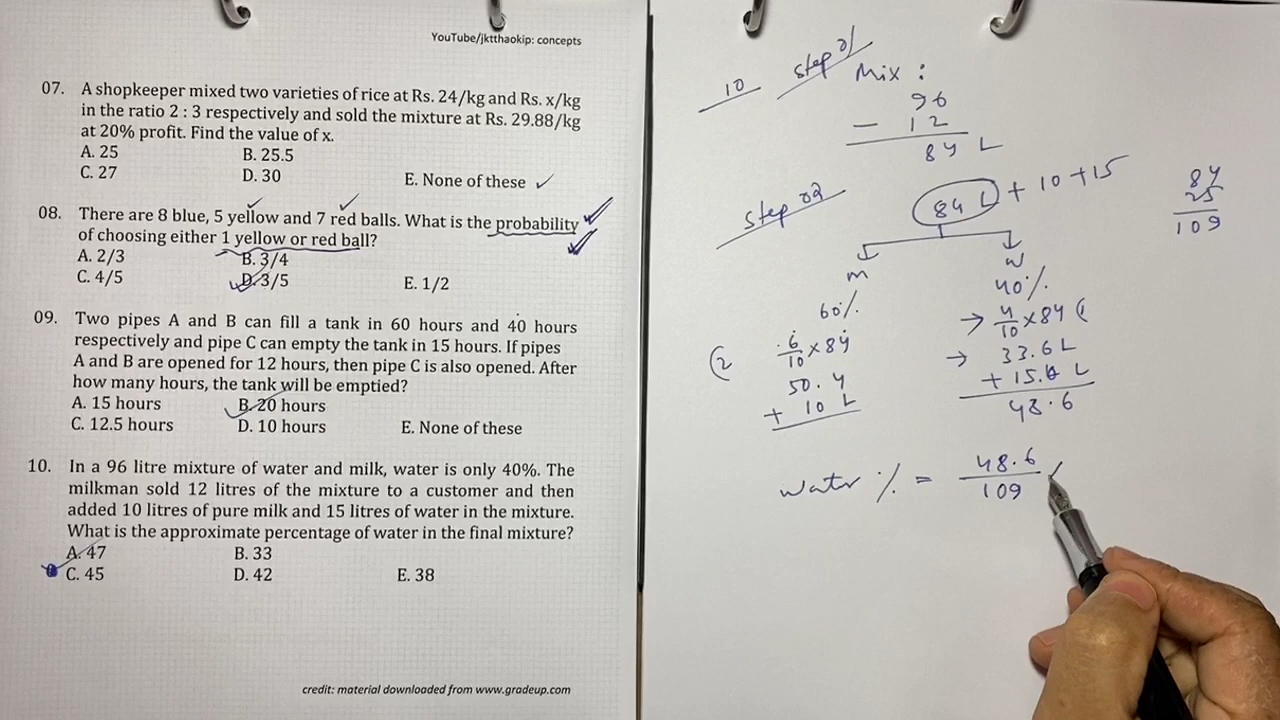 YouTube/jktthaokip: concepts
07. A shopkeeper mixed two varieties of rice at Rs. 24/kg and Rs. x/kg
in the ratio 2 : 3 respectively and sold the mixture at Rs. 29.88/kg
at 20% profit. Find the value of x.
A. 25 B. 25.5
C. 27 D. 30 E. None of these
08. There are 8 blue, 5 yellow and 7 red balls. What is the probability
of choosing either 1 yellow or red ball?
A. 2/3 B. 3/4
C. 4/5 D. 3/5 E. 1/2
09. Two pipes A and B can fill a tank in 60 hours and 40 hours
respectively and pipe C can empty the tank in 15 hours. If pipes
A and B are opened for 12 hours, then pipe C is also opened. After
how many hours, the tank will be emptied?
A. 15 hours B. 20 hours
C. 12.5 hours D. 10 hours E. None of these
10. In a 96 litre mixture of water and milk, water is only 40%. The
milkman sold 12 litres of the mixture to a customer and then
added 10 litres of pure milk and 15 litres of water in the mixture.
What is the approximate percentage of water in the final mixture?
A. 47 B. 33
C. 45 D. 42 E. 38
credit: material downloaded from www.gradeup.com
10 Step 01 Mix :
96
- 12
84 L
Step 02 84 L + 10 + 15
84
25
109
m w
60% 40%
6/10 × 84 → 4/10 × 84
50.4 → 33.6 L
+ 10 L + 15.0 L
48.6
Water % = 48.6
109